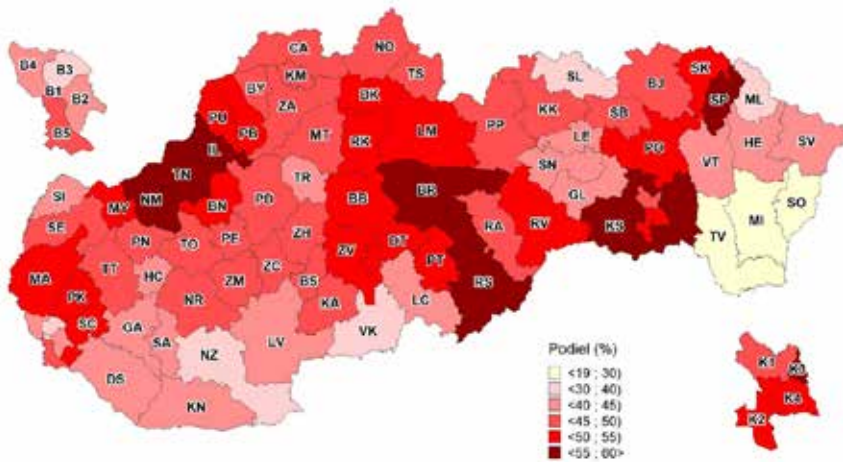 B4 B3
B1 B2
B5
CA NO
BY KM TS
ZA
PU PB DK
MT RK LM
IL
TN
NM
SI MY BN
SE
PN TO PE
PD TR
BB BR
ZV DT PT
ZH
MA TT HC
PK
SC NR ZM ZC BS
KA
GA SA NZ LV VK LC RS
DS KN
PP KK SL
SB BJ SK SP
LE
SN GL
RA RV
PO
KS
ML
VT HE SV
TV MI SO
Podiel (%)
<19 ; 30)
<30 ; 40)
<40 ; 45)
<45 ; 50)
<50 ; 55)
<55 ; 60>
K1 K3
K4
K2